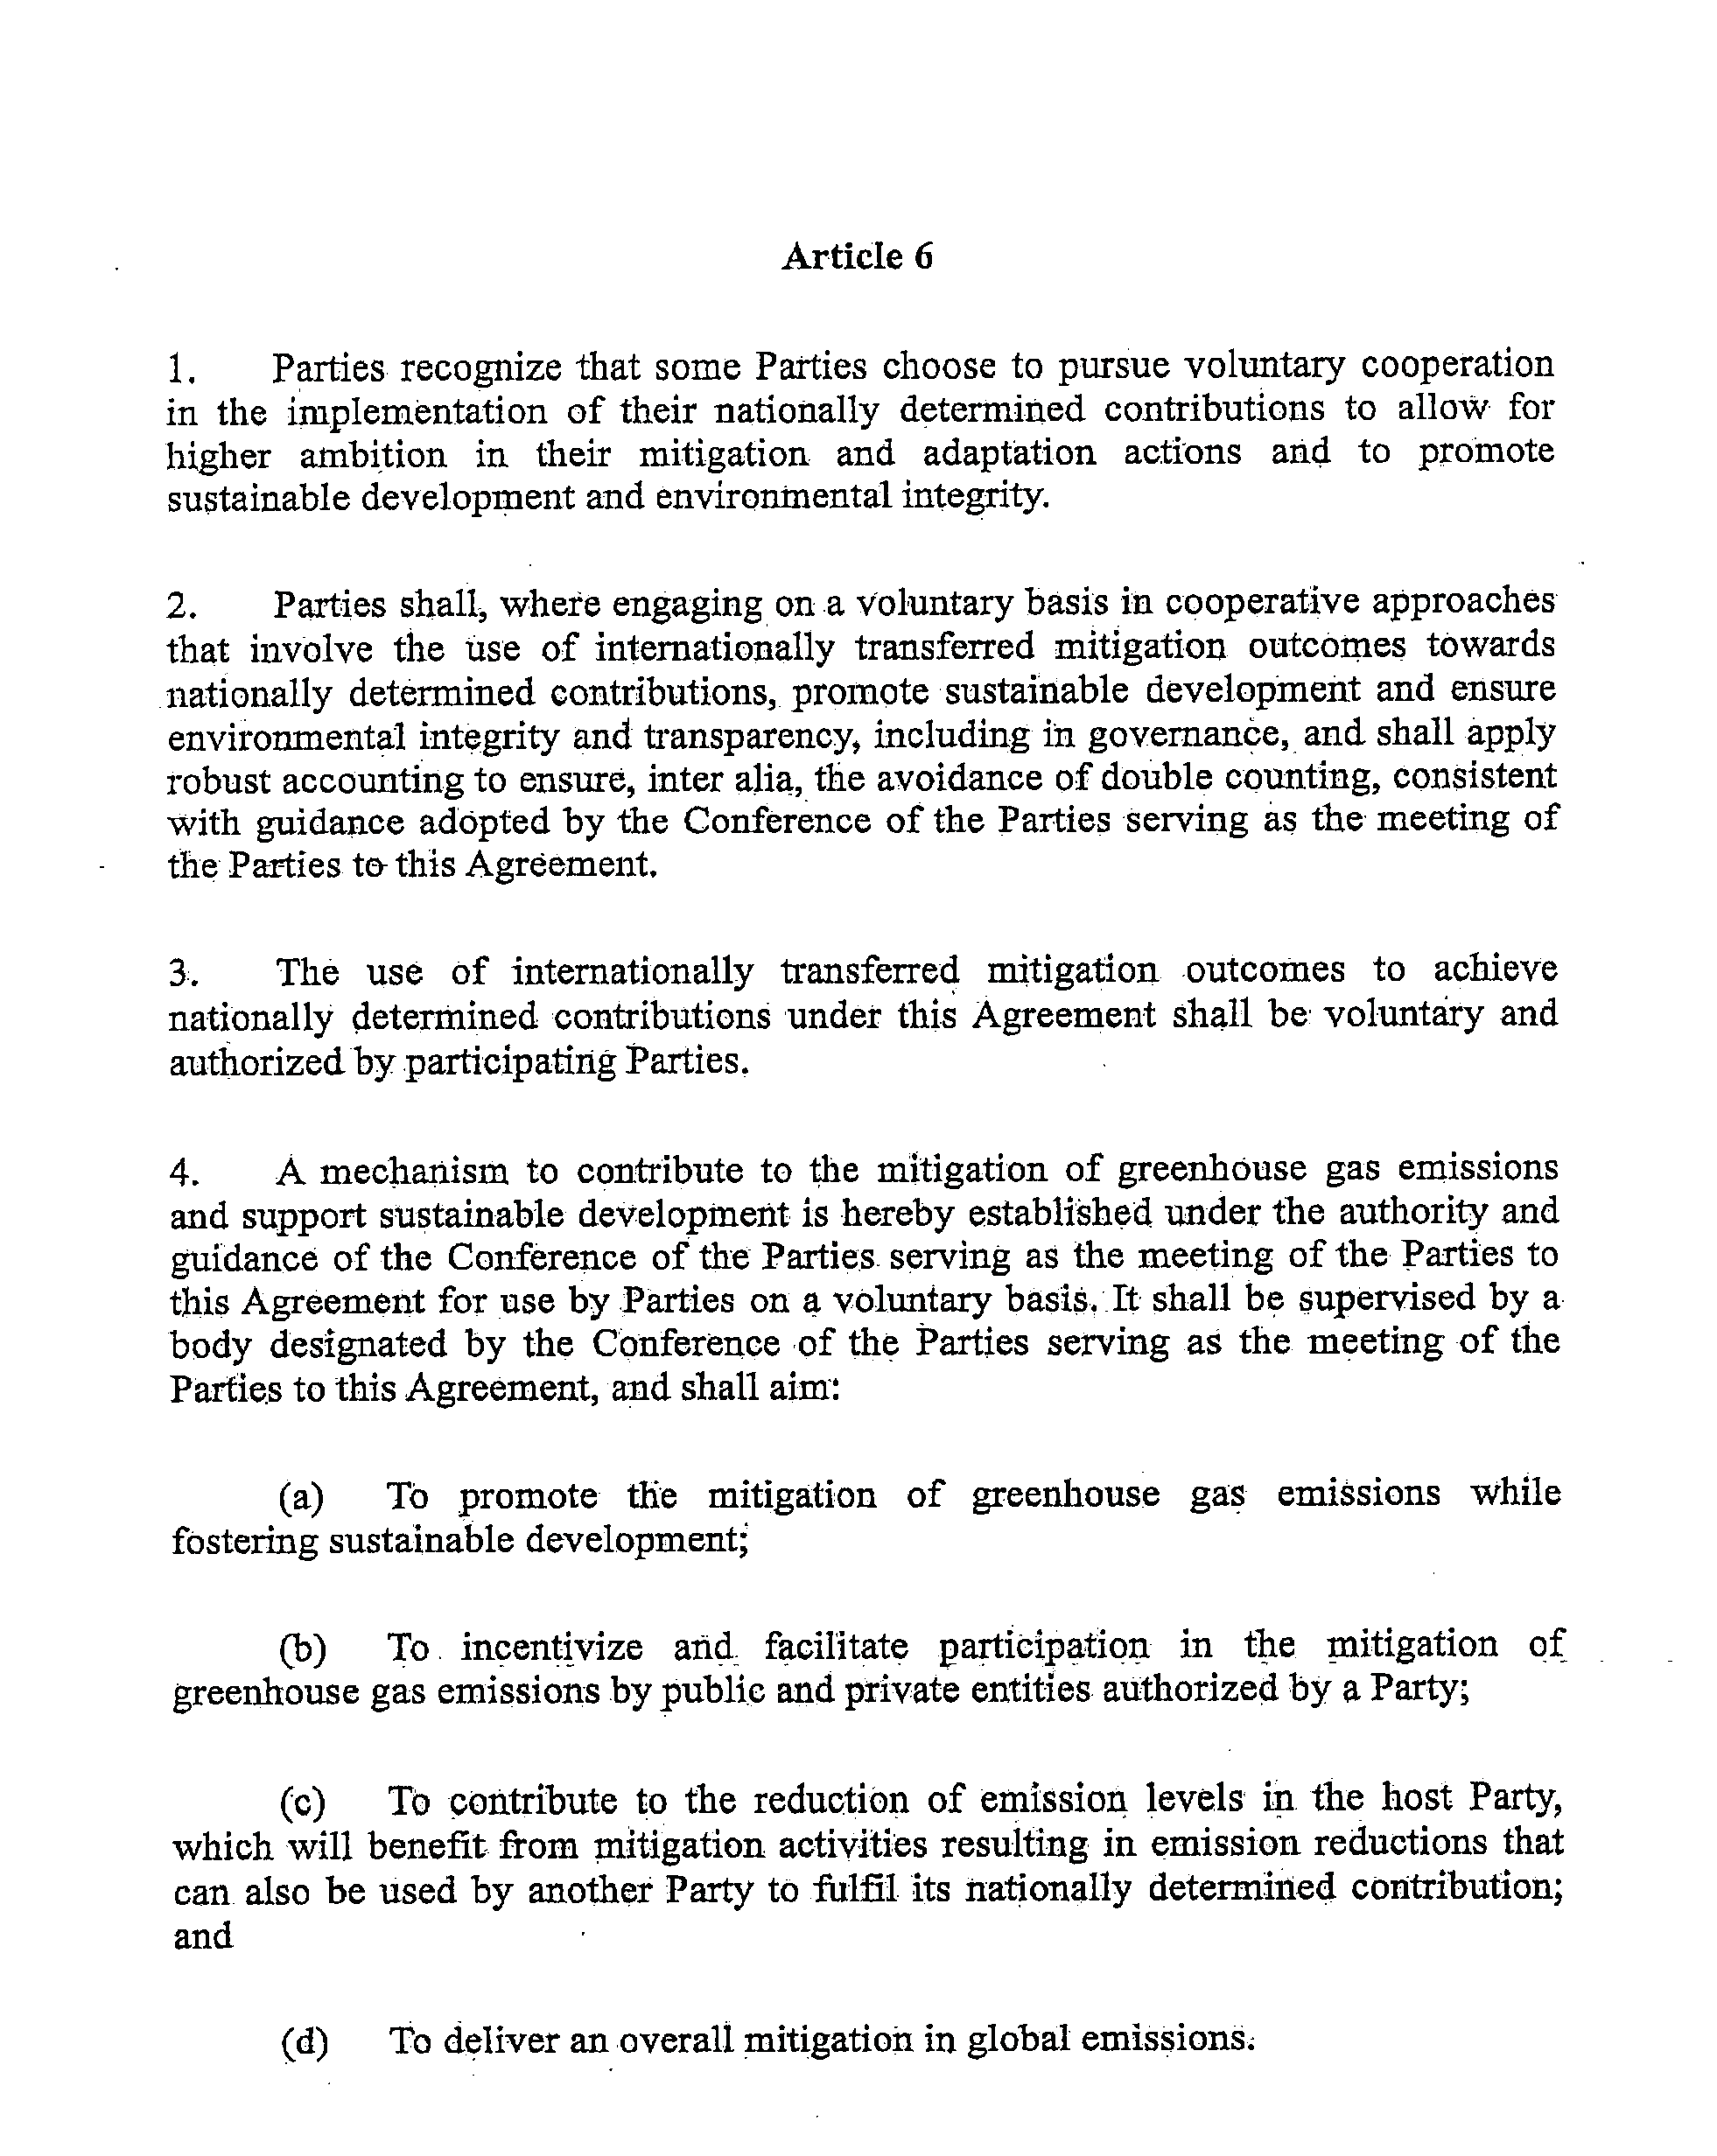 Article 6
1. Parties recognize that some Parties choose to pursue voluntary cooperation
in the implementation of their nationally determined contributions to allow for
higher ambition in their mitigation and adaptation actions and to promote
sustainable development and environmental integrity.
2. Parties shall, where engaging on a voluntary basis in cooperative approaches
that involve the use of internationally transferred mitigation outcomes towards
nationally determined contributions, promote sustainable development and ensure
environmental integrity and transparency, including in governance, and shall apply
robust accounting to ensure, inter alia, the avoidance of double counting, consistent
with guidance adopted by the Conference of the Parties serving as the meeting of
the Parties to this Agreement.
3. The use of internationally transferred mitigation outcomes to achieve
nationally determined contributions under this Agreement shall be voluntary and
authorized by participating Parties.
4. A mechanism to contribute to the mitigation of greenhouse gas emissions
and support sustainable development is hereby established under the authority and
guidance of the Conference of the Parties serving as the meeting of the Parties to
this Agreement for use by Parties on a voluntary basis. It shall be supervised by a
body designated by the Conference of the Parties serving as the meeting of the
Parties to this Agreement, and shall aim:
(a) To promote the mitigation of greenhouse gas emissions while
fostering sustainable development;
(b) To incentivize and facilitate participation in the mitigation of
greenhouse gas emissions by public and private entities authorized by a Party;
(c) To contribute to the reduction of emission levels in the host Party,
which will benefit from mitigation activities resulting in emission reductions that
can also be used by another Party to fulfil its nationally determined contribution;
and
(d) To deliver an overall mitigation in global emissions.